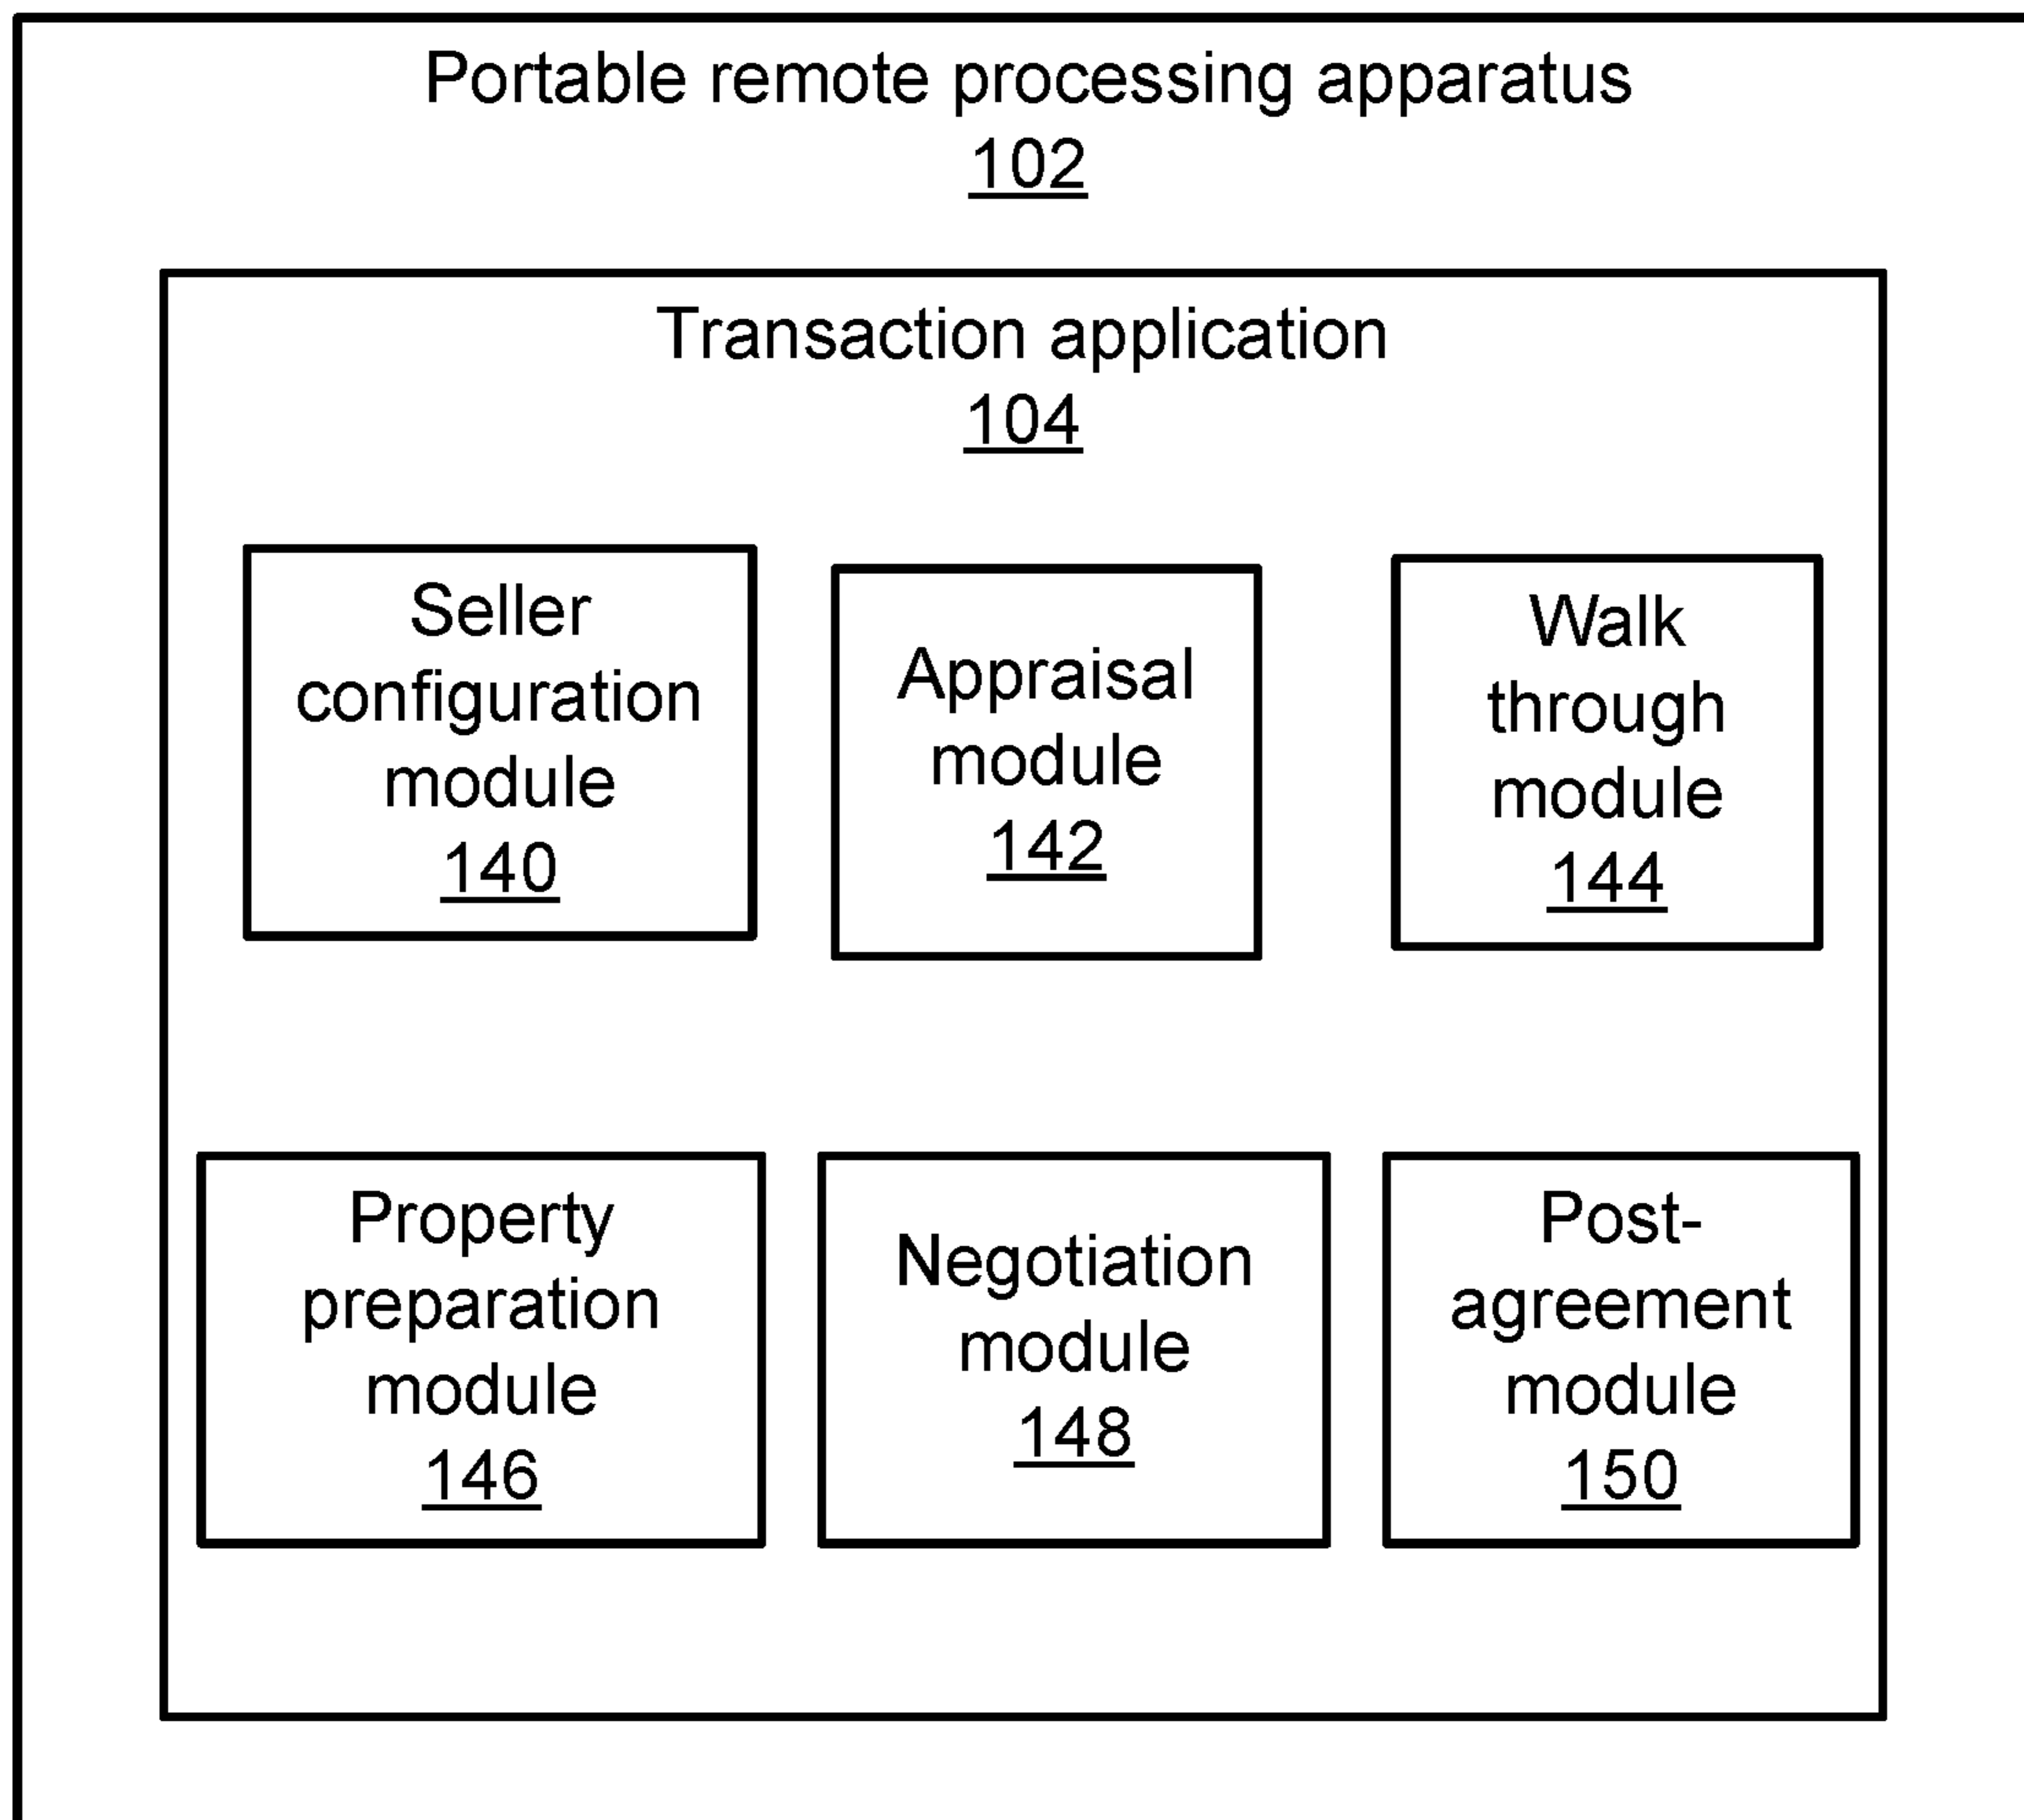 Portable remote processing apparatus
102
Transaction application
104
Seller
configuration
module
140
Appraisal
module
142
Walk
through
module
144
Property
preparation
module
146
Negotiation
module
148
Post-
agreement
module
150